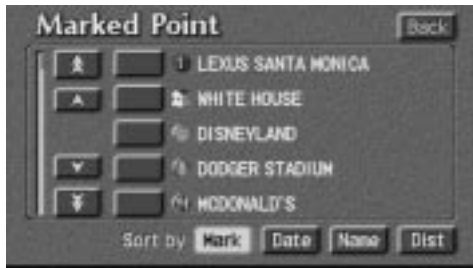 Marked Point Back
LEXUS SANTA MONICA
WHITE HOUSE
DISNEYLAND
DODGER STADIUM
MCDONALD'S
Sort by Mark Date Name Dist